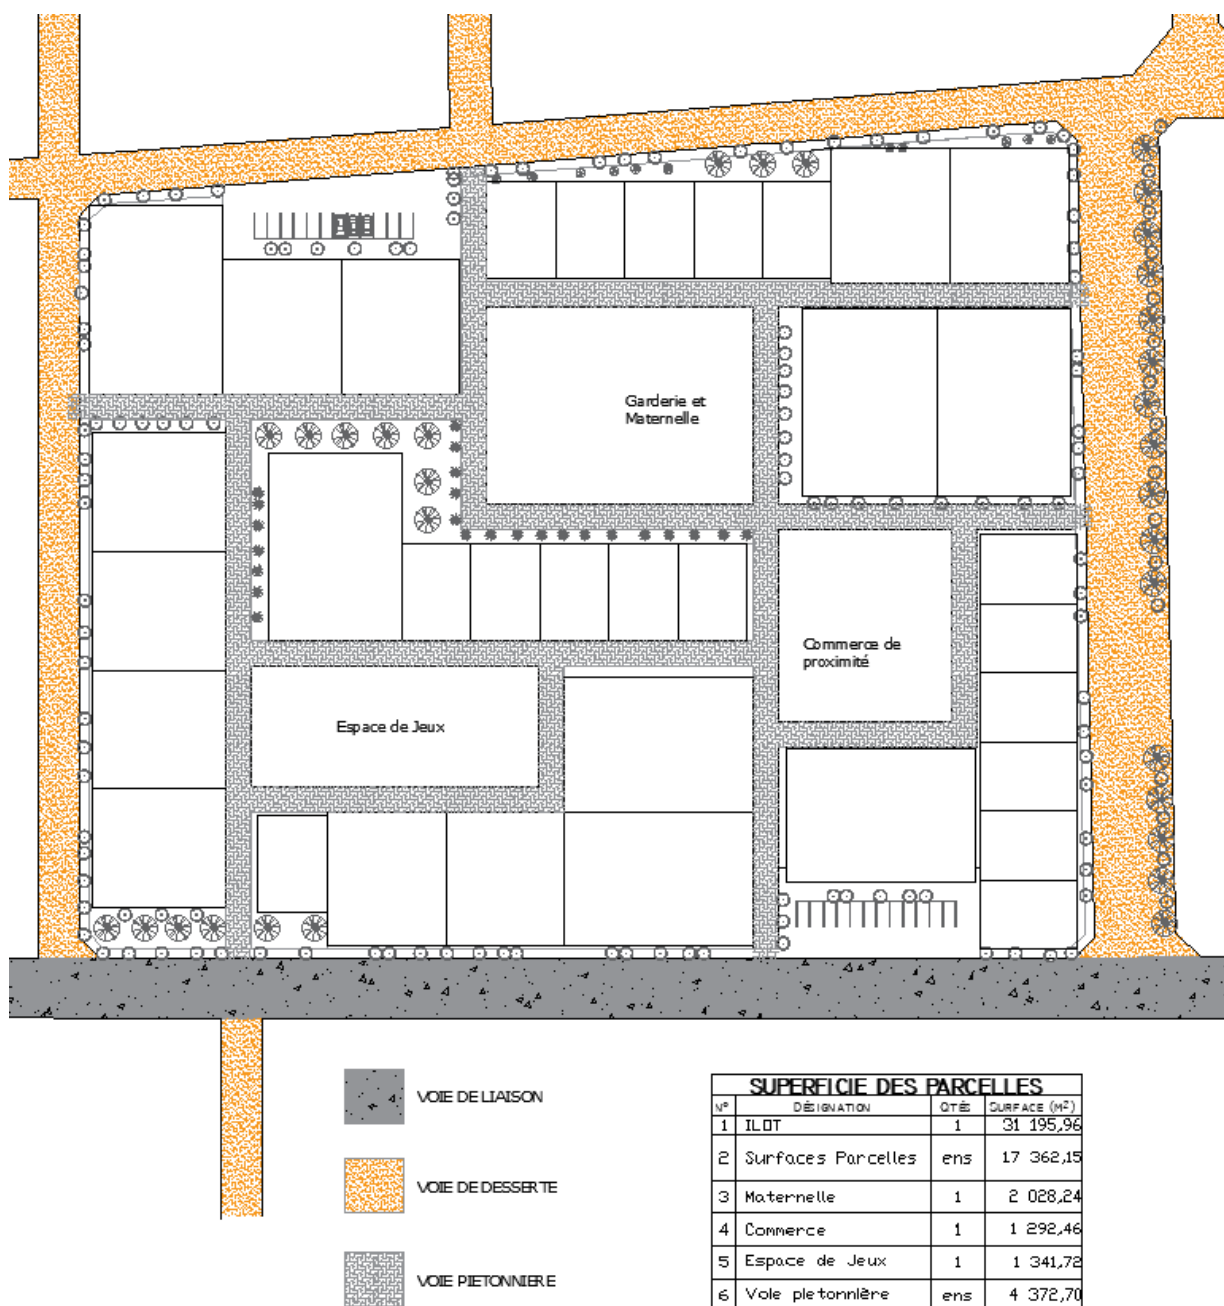 Garderie et
Maternelle
Commerce de
proximité
Espace de Jeux
VOIE DE LIAISON
VOIE DE DESSERTE
VOIE PIETONNIERE
SUPERFICIE DES PARCELLES
N° DÉSIGNATION QTÉS SURFACE (M²)
1 ILOT 1 31 195,96
2 Surfaces Parcelles ens 17 362,15
3 Maternelle 1 2 028,24
4 Commerce 1 1 292,46
5 Espace de Jeux 1 1 341,72
6 Voie pietonnière ens 4 372,70